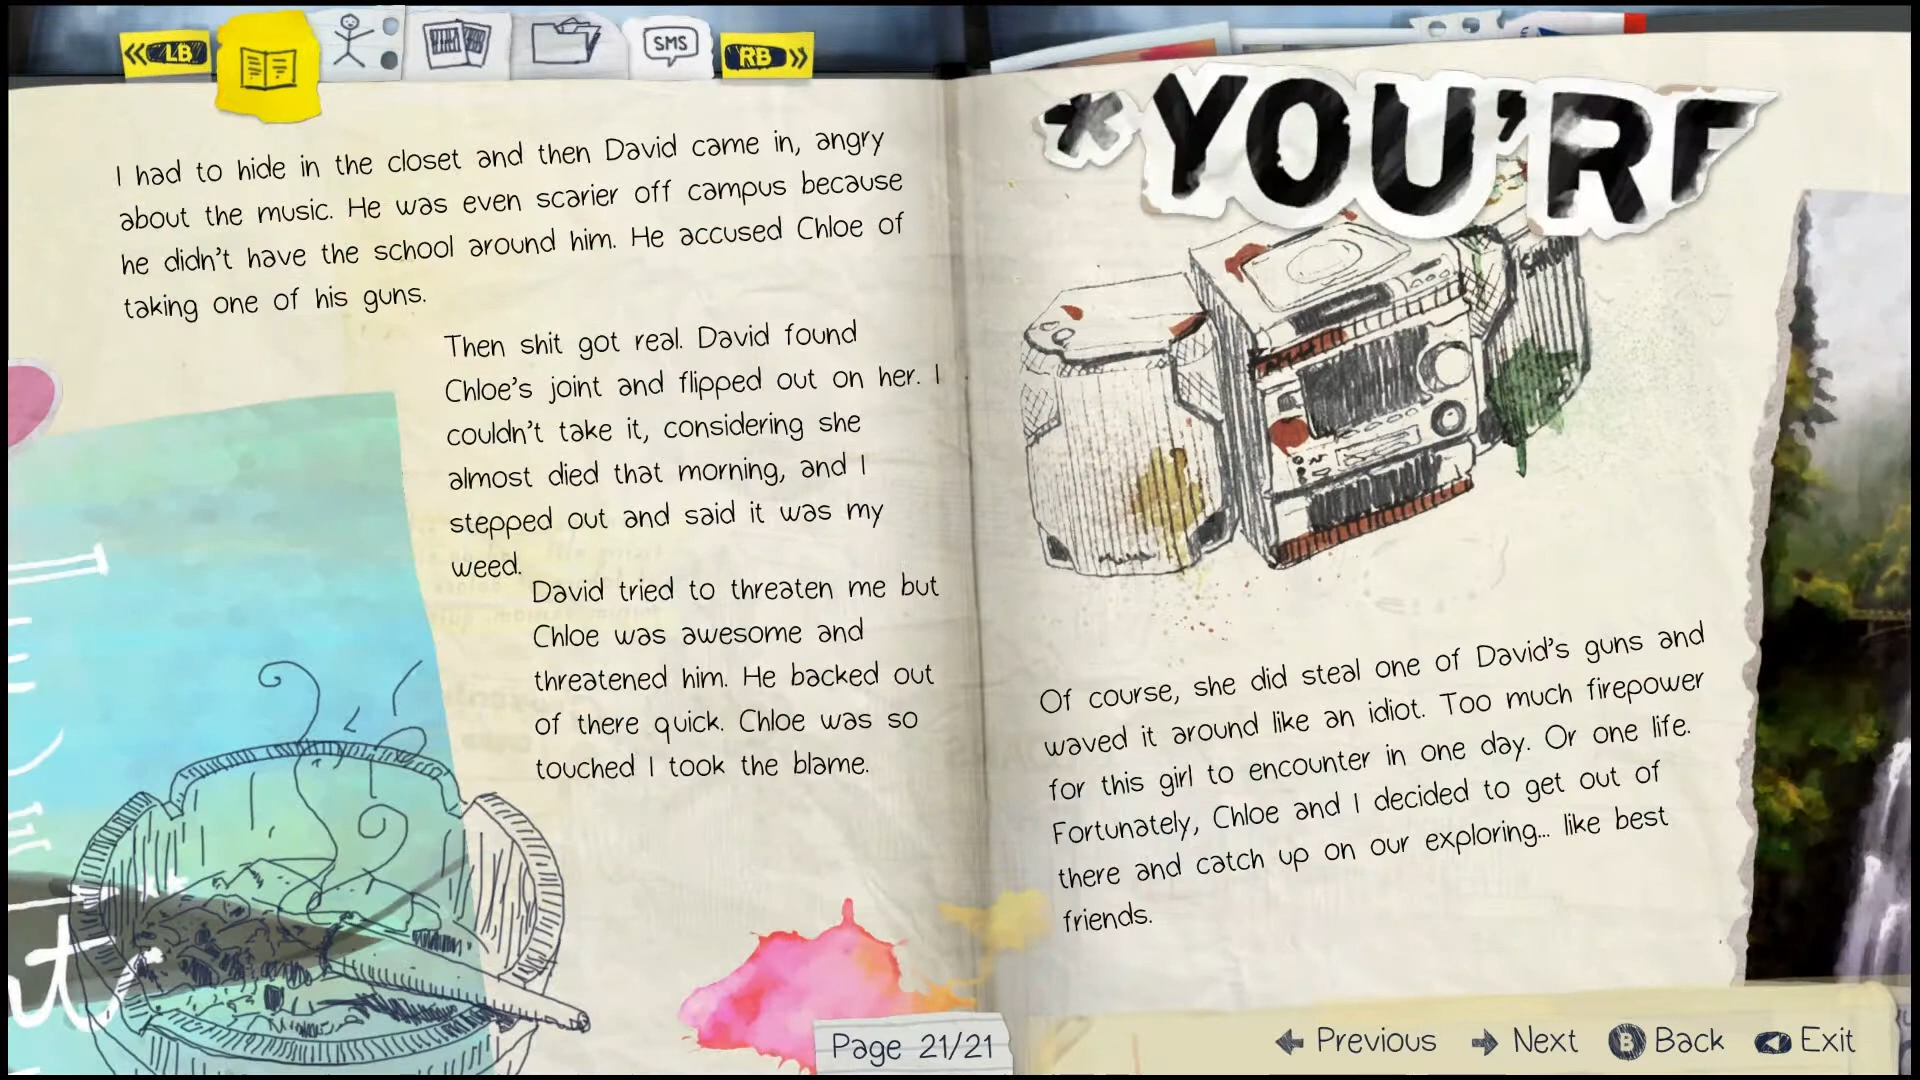 LB
SMS
RB
I had to hide in the closet and then David came in, angry
about the music. He was even scarier off campus because
he didn't have the school around him. He accused Chloe of
taking one of his guns.
Then shit got real. David found
Chloe's joint and flipped out on her. I
couldn't take it, considering she
almost died that morning, and I
stepped out and said it was my
weed.
David tried to threaten me but
Chloe was awesome and
threatened him. He backed out
of there quick. Chloe was so
touched I took the blame.
*YOU'RE
Of course, she did steal one of David's guns and
waved it around like an idiot. Too much firepower
for this girl to encounter in one day. Or one life.
Fortunately, Chloe and I decided to get out of
there and catch up on our exploring... like best
friends.
Page 21/21
Previous
Next
B Back
Exit